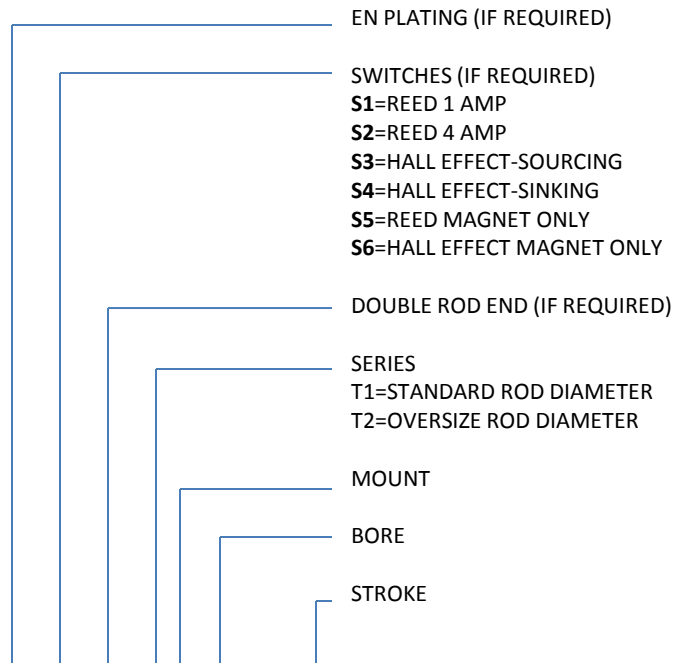 EN PLATING (IF REQUIRED)
SWITCHES (IF REQUIRED)
S1=REED 1 AMP
S2=REED 4 AMP
S3=HALL EFFECT-SOURCING
S4=HALL EFFECT-SINKING
S5=REED MAGNET ONLY
S6=HALL EFFECT MAGNET ONLY
DOUBLE ROD END (IF REQUIRED)
SERIES
T1=STANDARD ROD DIAMETER
T2=OVERSIZE ROD DIAMETER
MOUNT
BORE
STROKE